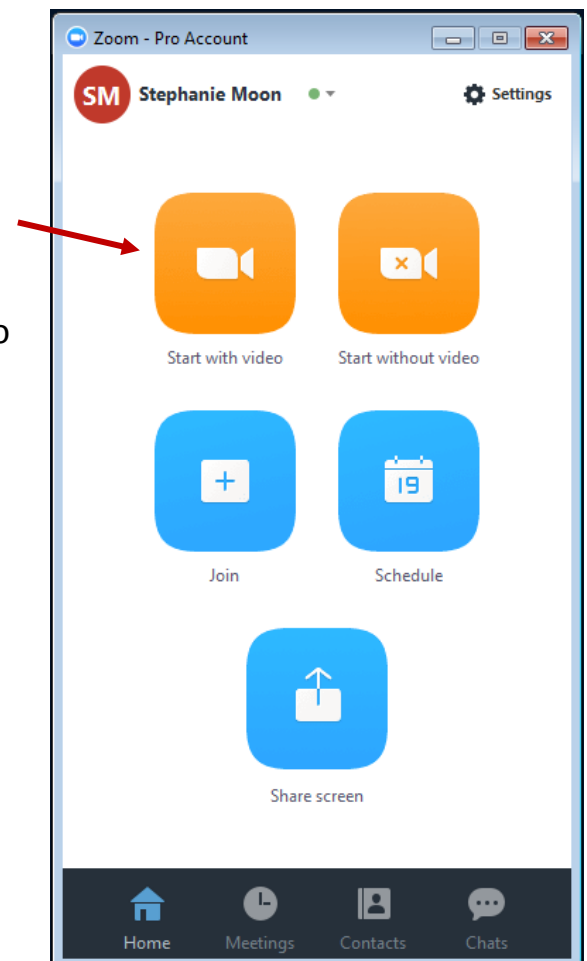 Zoom - Pro Account
SM Stephanie Moon Settings
Start with video Start without video
19
Join Schedule
Share screen
Home Meetings Contacts Chats